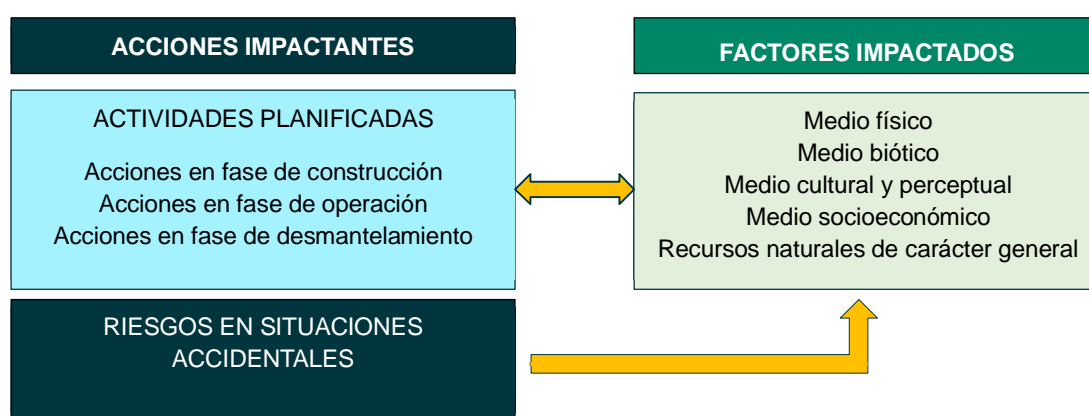 ACCIONES IMPACTANTES
ACTIVIDADES PLANIFICADAS
Acciones en fase de construcción
Acciones en fase de operación
Acciones en fase de desmantelamiento
RIESGOS EN SITUACIONES
ACCIDENTALES
FACTORES IMPACTADOS
Medio físico
Medio biótico
Medio cultural y perceptual
Medio socioeconómico
Recursos naturales de carácter general